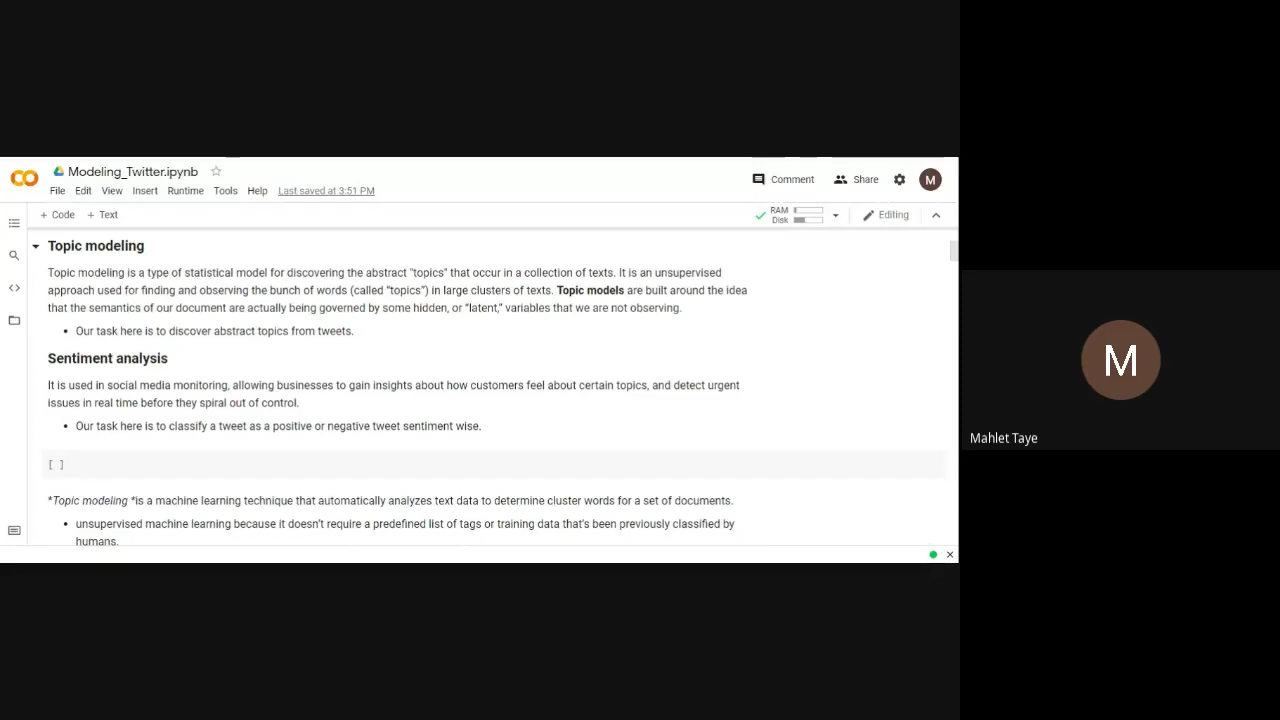 Modeling_Twitter.ipynb
File Edit View Insert Runtime Tools Help Last saved at 3:51 PM
Comment Share M
+ Code + Text
RAM
Disk
Editing
Topic modeling
Topic modeling is a type of statistical model for discovering the abstract "topics" that occur in a collection of texts. It is an unsupervised
approach used for finding and observing the bunch of words (called “topics”) in large clusters of texts. Topic models are built around the idea
that the semantics of our document are actually being governed by some hidden, or “latent,” variables that we are not observing.
• Our task here is to discover abstract topics from tweets.
Sentiment analysis
It is used in social media monitoring, allowing businesses to gain insights about how customers feel about certain topics, and detect urgent
issues in real time before they spiral out of control.
• Our task here is to classify a tweet as a positive or negative tweet sentiment wise.
[ ]
*Topic modeling *is a machine learning technique that automatically analyzes text data to determine cluster words for a set of documents.
• unsupervised machine learning because it doesn't require a predefined list of tags or training data that's been previously classified by
humans.
M
Mahlet Taye